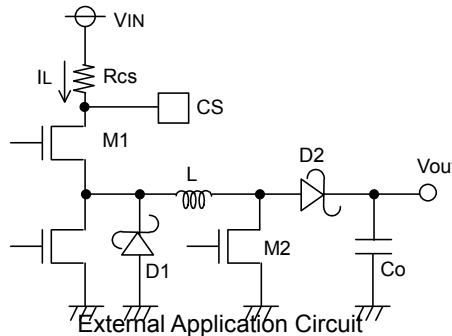 VIN
IL
Rcs
CS
M1
L
D2
Vout
M2
D1
Co
External Application Circuit